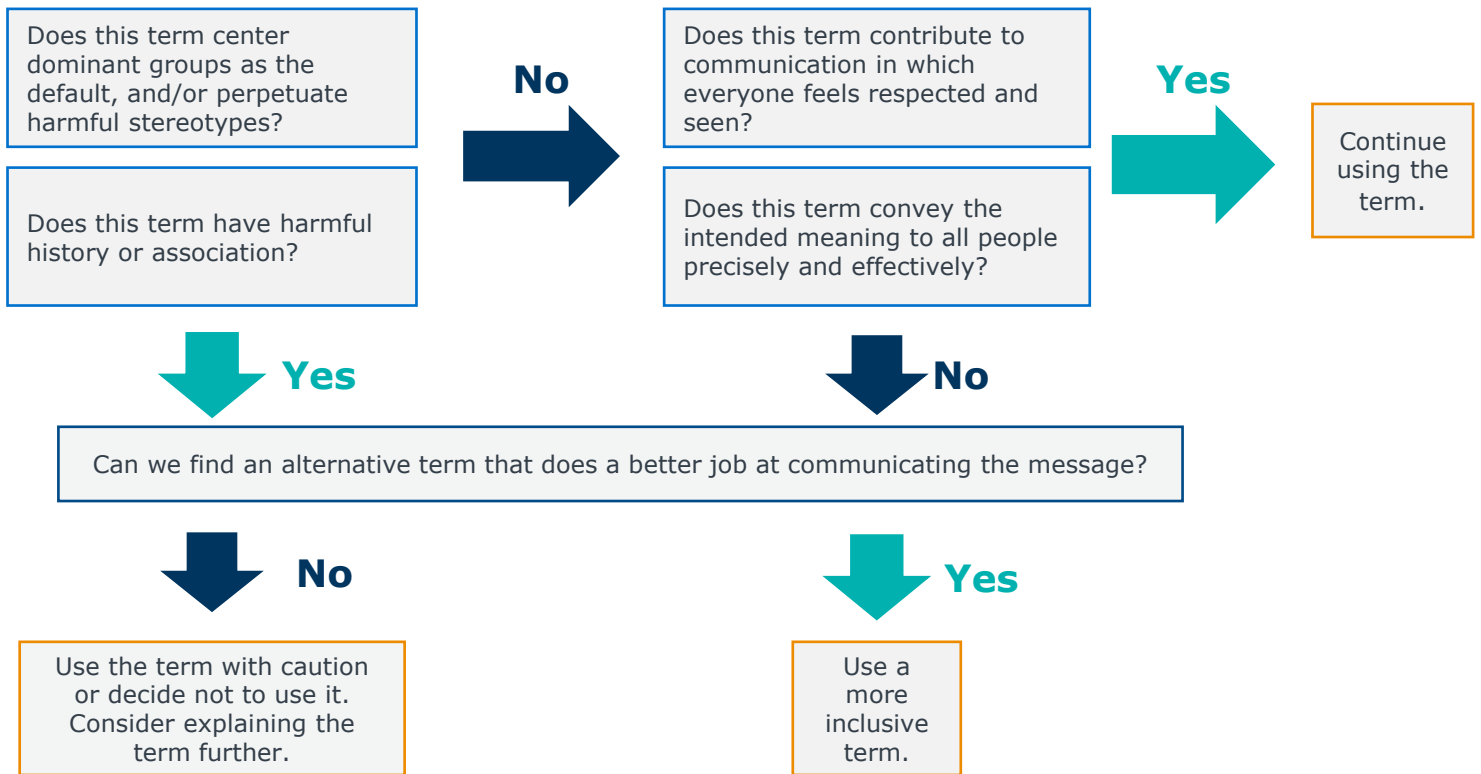 Does this term center
dominant groups as the
default, and/or perpetuate
harmful stereotypes?
No
Does this term contribute to
communication in which
everyone feels respected and
seen?
Yes
Continue
using the
term.
Does this term have harmful
history or association?
Does this term convey the
intended meaning to all people
precisely and effectively?
Yes
No
Can we find an alternative term that does a better job at communicating the message?
No
Yes
Use the term with caution
or decide not to use it.
Consider explaining the
term further.
Use a
more
inclusive
term.